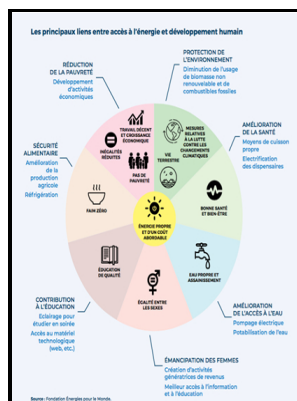 Les principaux liens entre accès à l'énergie et développement humain
PROTECTION DE
L'ENVIRONNEMENT
Diminution de l'usage
de biomasse non
renouvelable et de
combustibles fossiles
RÉDUCTION
DE LA PAUVRETÉ
Développement
d'activités
économiques
TRAVAIL DÉCENT
ET CROISSANCE
ÉCONOMIQUE
MESURES
RELATIVES
À LA LUTTE
CONTRE LES
CHANGEMENTS
CLIMATIQUES
AMÉLIORATION
DE LA SANTÉ
Moyens de cuisson
propre
Electrification
des dispensaires
INÉGALITÉS
RÉDUITES
VIE
TERRESTRE
SÉCURITÉ
ALIMENTAIRE
Amélioration
de la
production
agricole
Réfrigération
PAS DE
PAUVRETÉ
FAIM ZÉRO
BONNE SANTÉ
ET BIEN-ÊTRE
ÉNERGIE PROPRE
ET D'UN COÛT
ABORDABLE
ÉDUCATION
DE QUALITÉ
EAU PROPRE ET
ASSAINISSEMENT
ÉGALITÉ ENTRE
LES SEXES
CONTRIBUTION
À L'ÉDUCATION
Eclairage pour
étudier en soirée
Accès au matériel
technologique
(web, etc.)
AMÉLIORATION
DE L'ACCÈS À L'EAU
Pompage électrique
Potabilisation de l'eau
ÉMANCIPATION DES FEMMES
Création d'activités
génératrices de revenus
Meilleur accès à l'information
et à l'éducation
Source : Fondation Énergies pour le Monde.